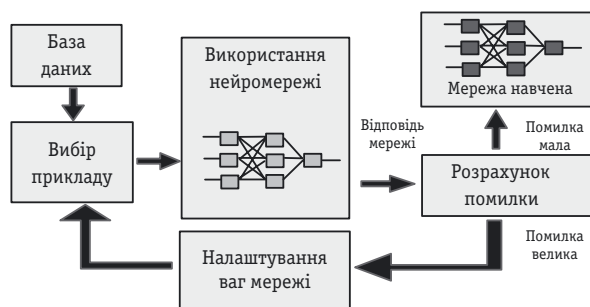 База
даних
Вибір
прикладу
Використання
нейромережі
Відповідь
мережі
Мережа навчена
Помилка
мала
Розрахунок
помилки
Помилка
велика
Налаштування
ваг мережі